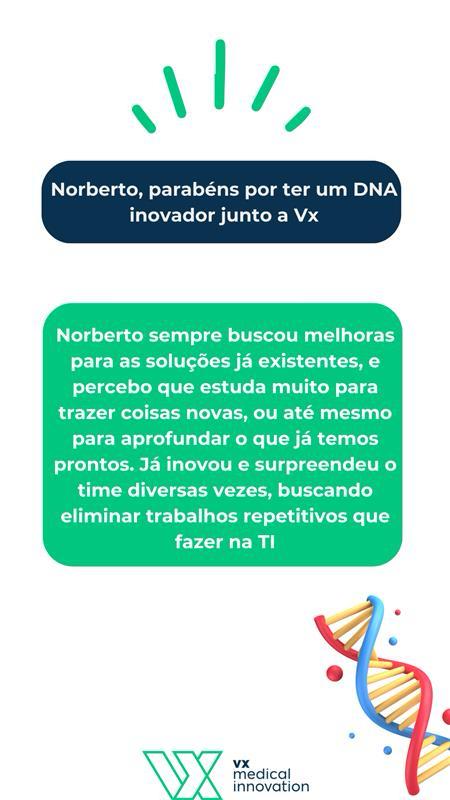 Norberto, parabéns por ter um DNA
inovador junto a Vx
Norberto sempre buscou melhoras
para as soluções já existentes, e
percebo que estuda muito para
trazer coisas novas, ou até mesmo
para aprofundar o que já temos
prontos. Já inovou e surpreendeu o
time diversas vezes, buscando
eliminar trabalhos repetitivos que
fazer na TI
VX
vx
medical
innovation